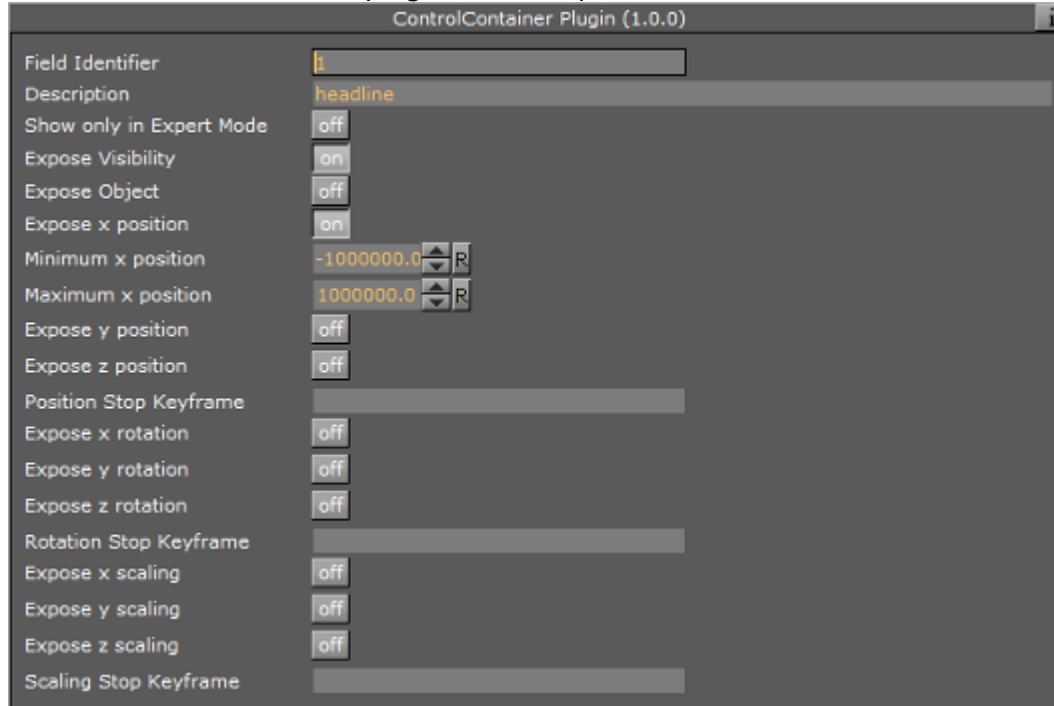 ControlContainer Plugin (1.0.0)
Field Identifier 1
Description headline
Show only in Expert Mode off
Expose Visibility on
Expose Object off
Expose x position on
Minimum x position -1000000.0 R
Maximum x position 1000000.0 R
Expose y position off
Expose z position off
Position Stop Keyframe
Expose x rotation off
Expose y rotation off
Expose z rotation off
Rotation Stop Keyframe
Expose x scaling off
Expose y scaling off
Expose z scaling off
Scaling Stop Keyframe